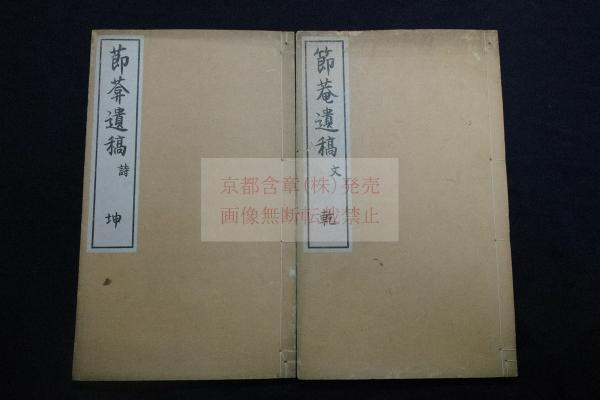 節菴遺稿 文 乾
節葊遺稿 詩 坤
京都含章(株)発売
画像無断転載禁止